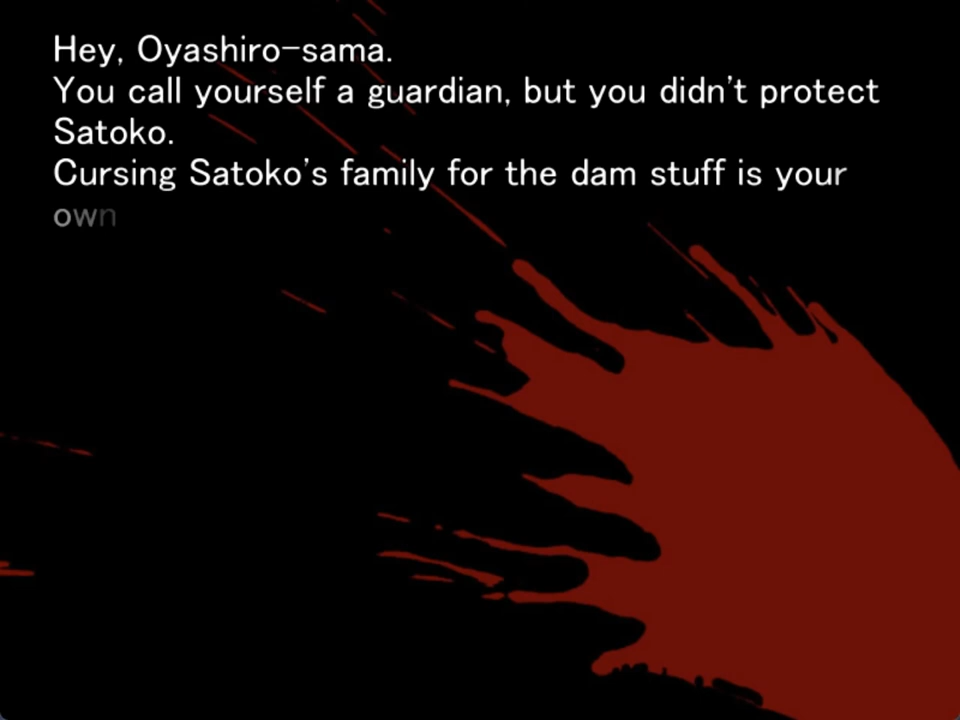 Hey, Oyashiro-sama.
You call yourself a guardian, but you didn't protect
Satoko.
Cursing Satoko's family for the dam stuff is your
own